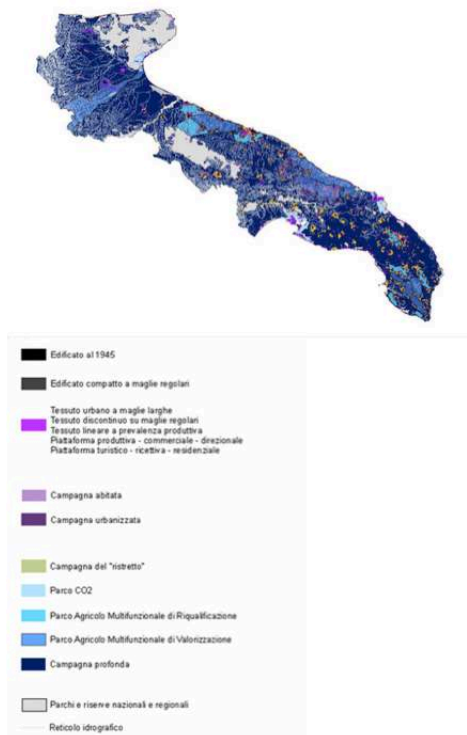 Edificato al 1945
Edificato compatto a maglie regolari
Tessuto urbano a maglie larghe
Tessuto discontinuo su maglie regolari
Tessuto lineare a prevalenza produttiva
Piattaforma produttiva - commerciale - direzionale
Piattaforma turistico - ricettiva - residenziale
Campagna abitata
Campagna urbanizzata
Campagna del "ristretto"
Parco CO2
Parco Agricolo Multifunzionale di Riqualificazione
Parco Agricolo Multifunzionale di Valorizzazione
Campagna profonda
Parchi e riserve nazionali e regionali
Reticolo idrografico